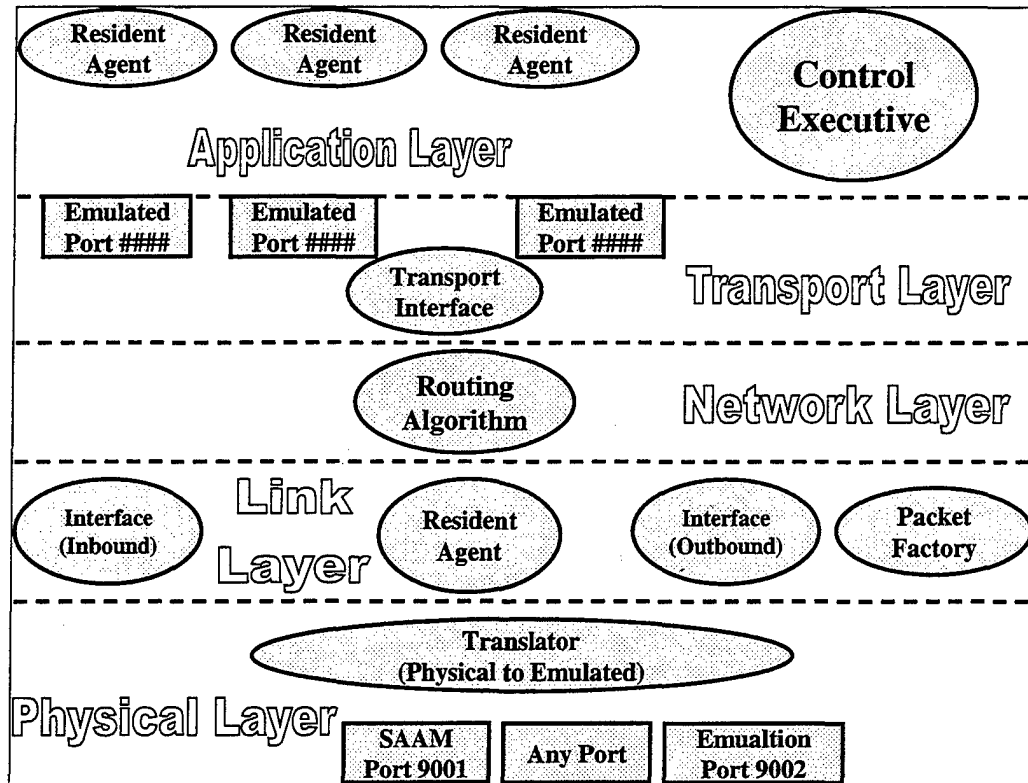 Resident
Agent
Resident
Agent
Resident
Agent
Control
Executive
Application Layer
Emulated
Port ####
Emulated
Port ####
Emulated
Port ####
Transport
Interface
Transport Layer
Routing
Algorithm
Network Layer
Interface
(Inbound)
Link
Layer
Resident
Agent
Interface
(Outbound)
Packet
Factory
Translator
(Physical to Emulated)
Physical Layer
SAAM
Port 9001
Any Port
Emualtion
Port 9002